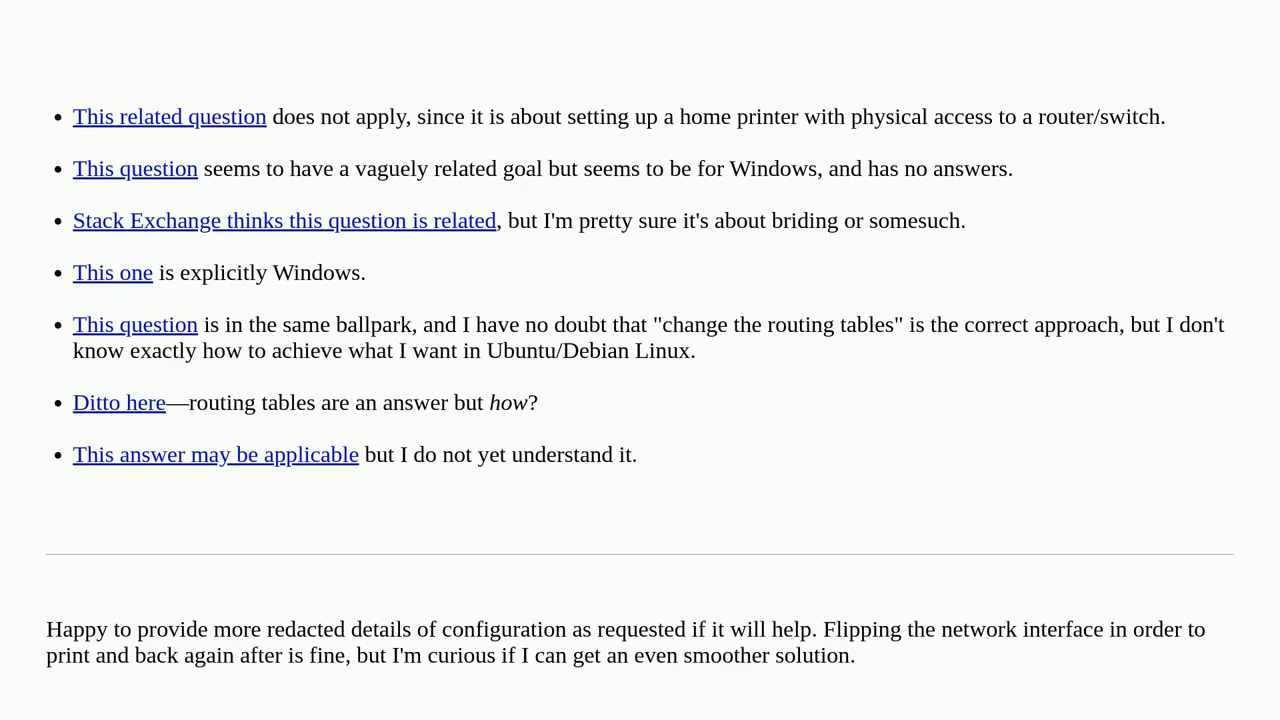 • This related question does not apply, since it is about setting up a home printer with physical access to a router/switch.
• This question seems to have a vaguely related goal but seems to be for Windows, and has no answers.
• Stack Exchange thinks this question is related, but I'm pretty sure it's about briding or somesuch.
• This one is explicitly Windows.
• This question is in the same ballpark, and I have no doubt that "change the routing tables" is the correct approach, but I don't
know exactly how to achieve what I want in Ubuntu/Debian Linux.
• Ditto here—routing tables are an answer but how?
• This answer may be applicable but I do not yet understand it.
Happy to provide more redacted details of configuration as requested if it will help. Flipping the network interface in order to
print and back again after is fine, but I'm curious if I can get an even smoother solution.